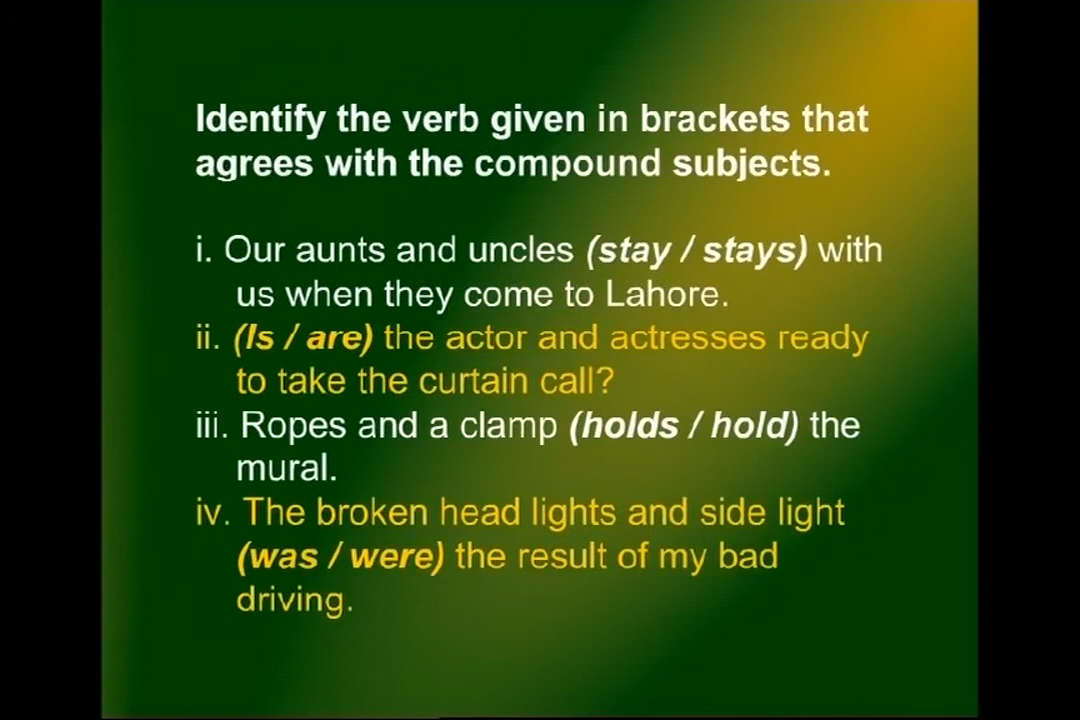 Identify the verb given in brackets that
agrees with the compound subjects.
i. Our aunts and uncles (stay / stays) with
us when they come to Lahore.
ii. (Is / are) the actor and actresses ready
to take the curtain call?
iii. Ropes and a clamp (holds / hold) the
mural.
iv. The broken head lights and side light
(was / were) the result of my bad
driving.